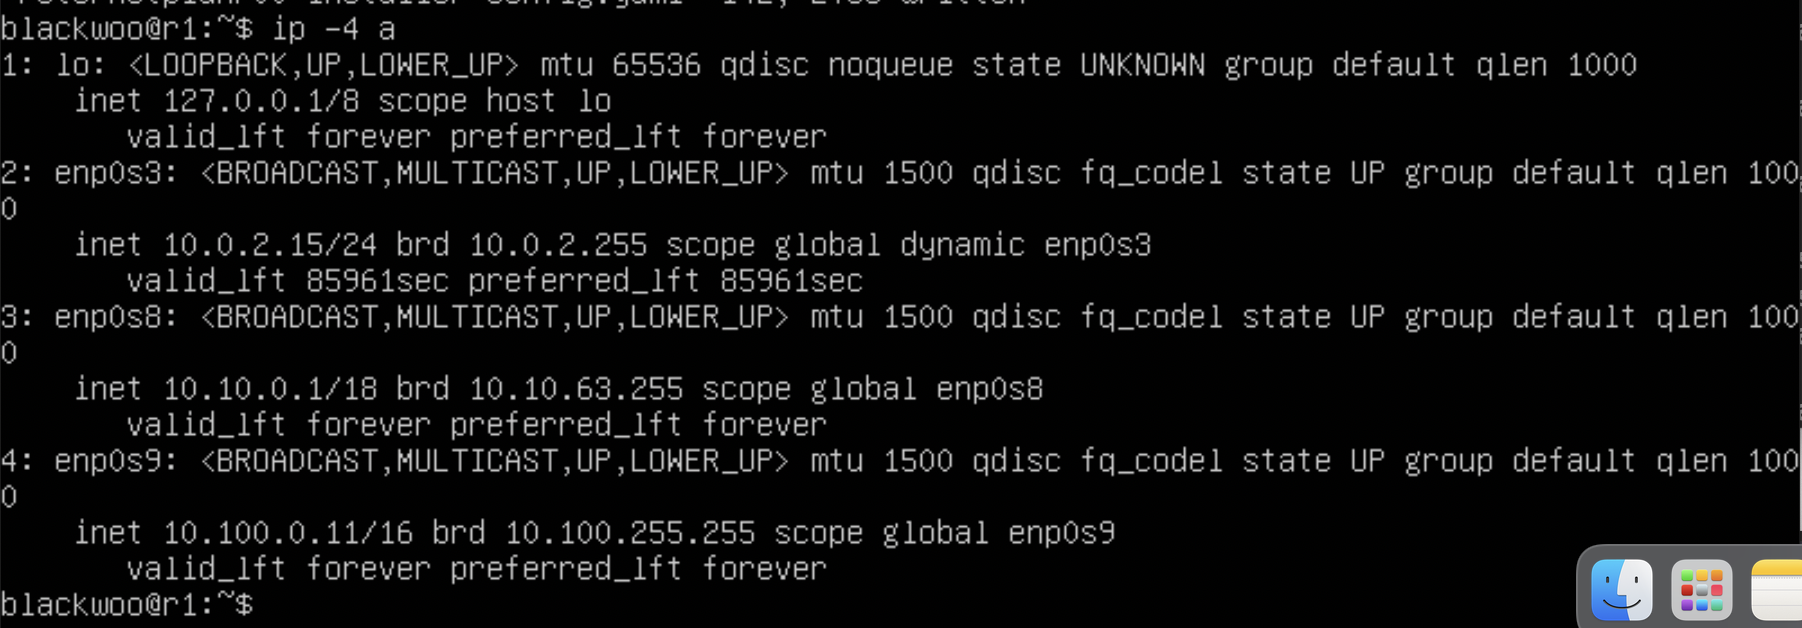 blackwoo@r1:~$ ip -4 a
1: lo: <LOOPBACK,UP,LOWER_UP> mtu 65536 qdisc noqueue state UNKNOWN group default qlen 1000
    inet 127.0.0.1/8 scope host lo
       valid_lft forever preferred_lft forever
2: enp0s3: <BROADCAST,MULTICAST,UP,LOWER_UP> mtu 1500 qdisc fq_codel state UP group default qlen 100
0
    inet 10.0.2.15/24 brd 10.0.2.255 scope global dynamic enp0s3
       valid_lft 85961sec preferred_lft 85961sec
3: enp0s8: <BROADCAST,MULTICAST,UP,LOWER_UP> mtu 1500 qdisc fq_codel state UP group default qlen 100
0
    inet 10.10.0.1/18 brd 10.10.63.255 scope global enp0s8
       valid_lft forever preferred_lft forever
4: enp0s9: <BROADCAST,MULTICAST,UP,LOWER_UP> mtu 1500 qdisc fq_codel state UP group default qlen 100
0
    inet 10.100.0.11/16 brd 10.100.255.255 scope global enp0s9
       valid_lft forever preferred_lft forever
blackwoo@r1:~$